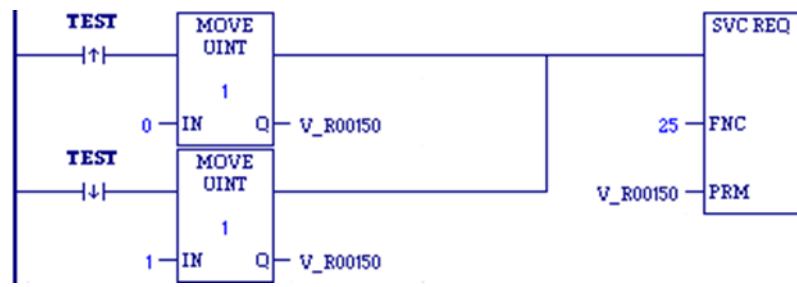 TEST
MOVE
UINT
1
0 IN Q V_R00150
SVC REQ
25 FNC
V_R00150 PRM
TEST
MOVE
UINT
1
1 IN Q V_R00150